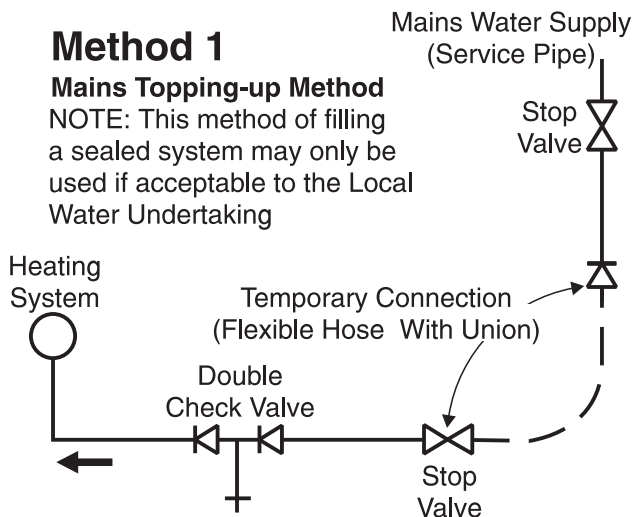 Method 1
Mains Topping-up Method
NOTE: This method of filling
a sealed system may only be
used if acceptable to the Local
Water Undertaking
Mains Water Supply
(Service Pipe)
Stop
Valve
Heating
System
Temporary Connection
(Flexible Hose With Union)
Double
Check Valve
Stop
Valve